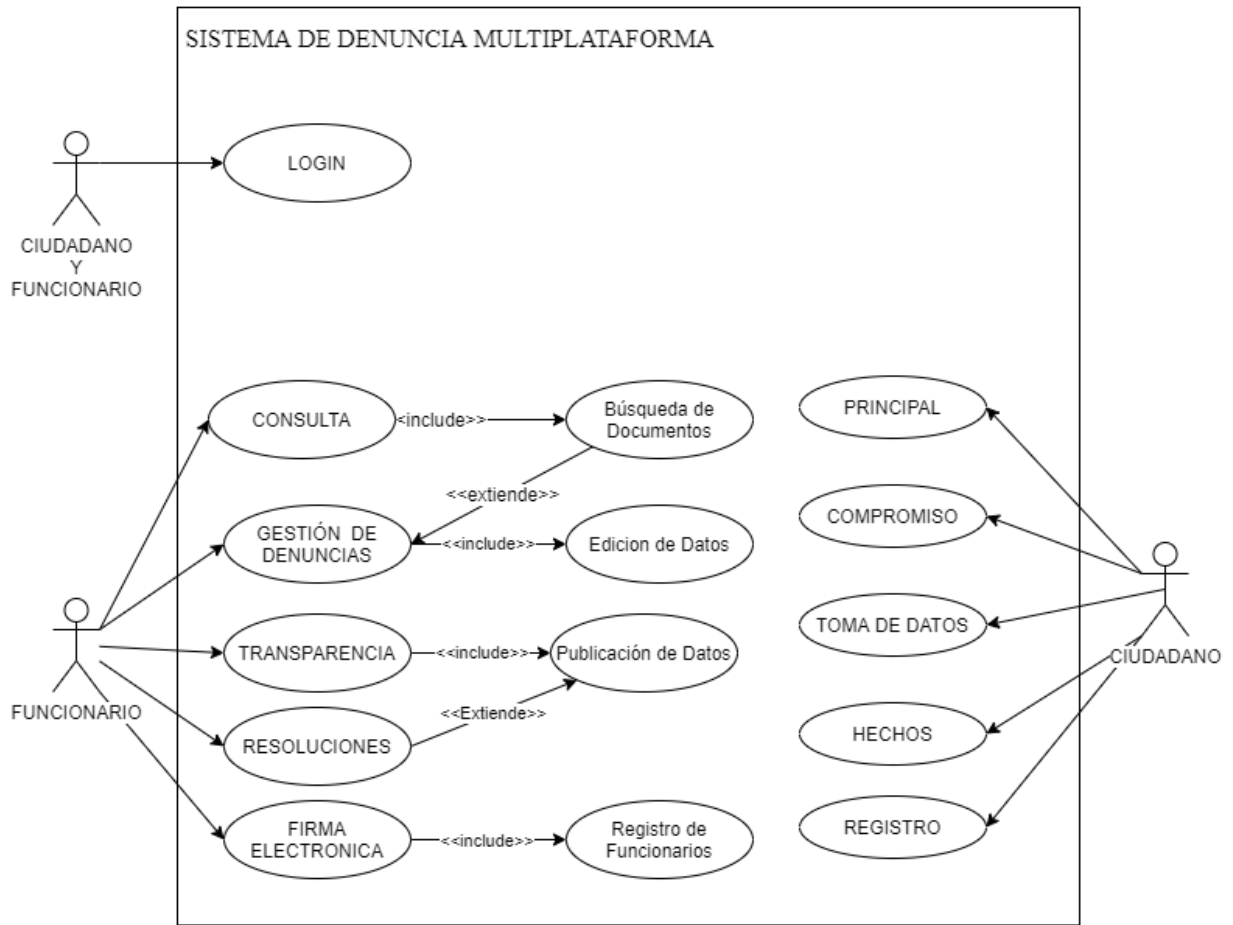 SISTEMA DE DENUNCIA MULTIPLATAFORMA
LOGIN
CIUDADANO
Y
FUNCIONARIO
CONSULTA
<include>>
Búsqueda de
Documentos
<<extiende>>
GESTIÓN DE
DENUNCIAS
<<include>>
Edicion de Datos
TRANSPARENCIA
<<include>>
Publicación de Datos
<<Extiende>>
RESOLUCIONES
FIRMA
ELECTRONICA
<<include>>
Registro de
Funcionarios
FUNCIONARIO
PRINCIPAL
COMPROMISO
TOMA DE DATOS
HECHOS
REGISTRO
CIUDADANO